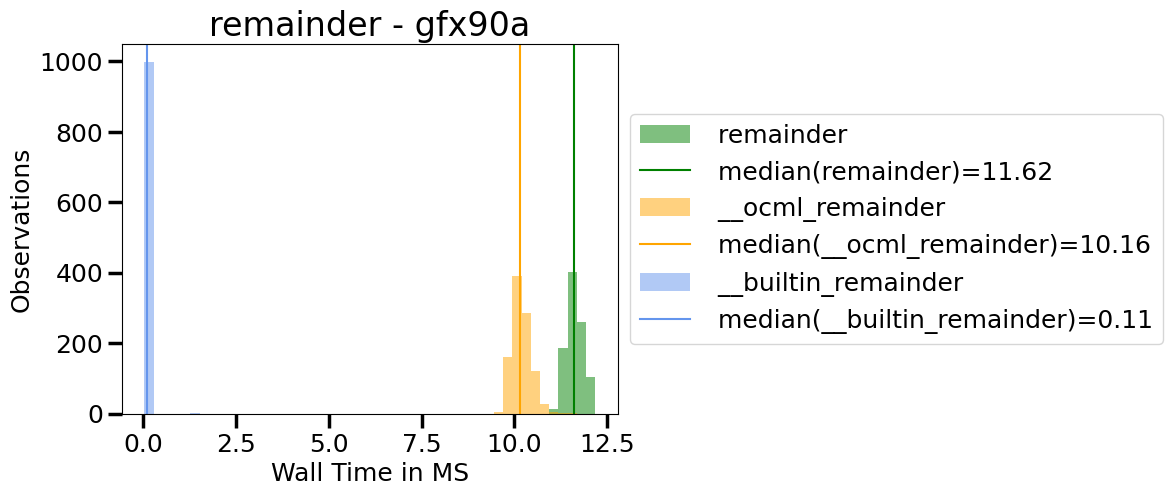 remainder - gfx90a
1000
800
600
400
200
0
Observations
0.0 2.5 5.0 7.5 10.0 12.5
Wall Time in MS
remainder
median(remainder)=11.62
__ocml_remainder
median(__ocml_remainder)=10.16
__builtin_remainder
median(__builtin_remainder)=0.11